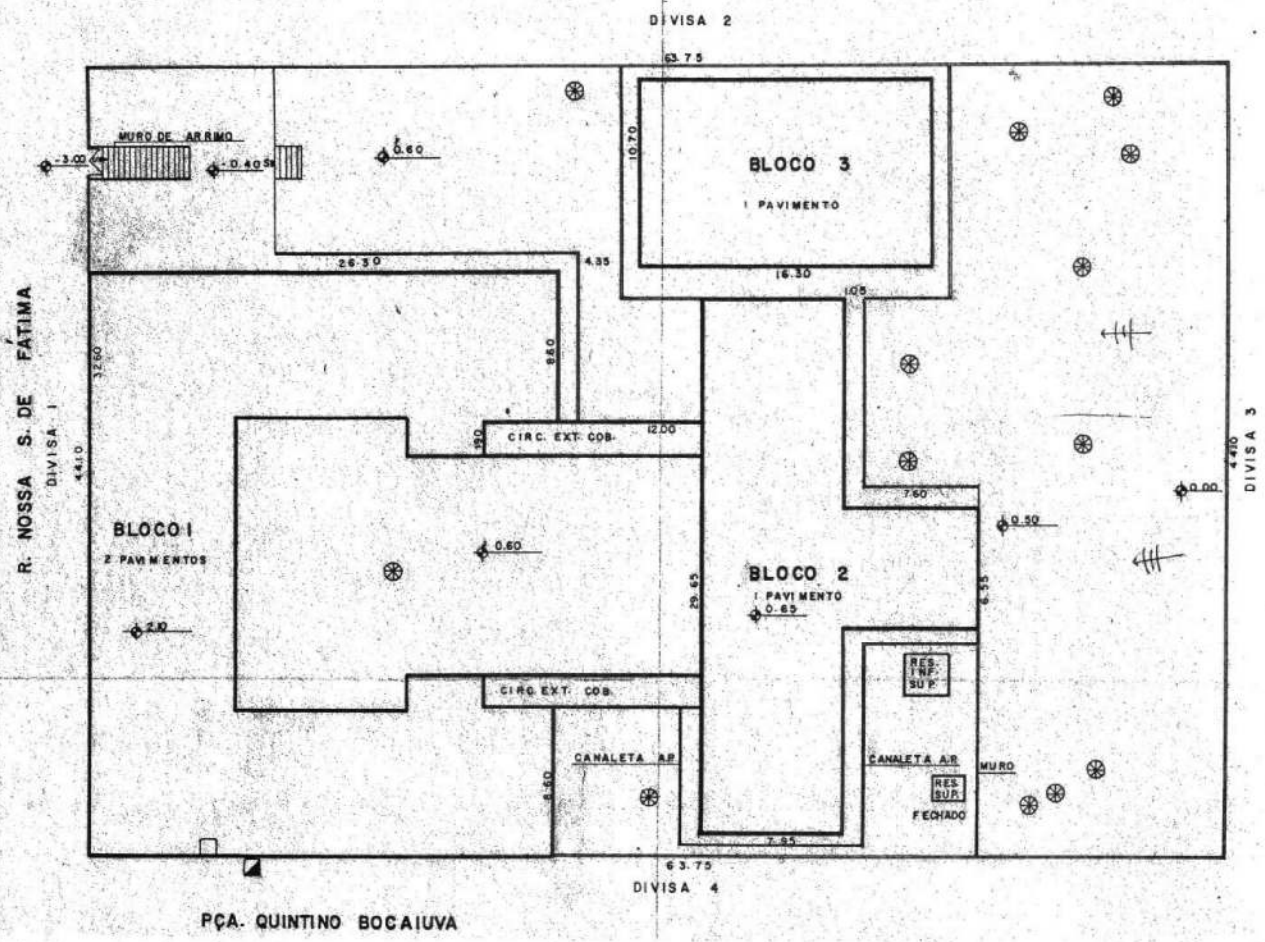 DIVISA 2
63.75
MURO DE ARRIMO
-3.00
-0.40
0.60
10.70
BLOCO 3
1 PAVIMENTO
26.30
4.35
16.30
1.05
R. NOSSA S. DE FÁTIMA
DIVISA 1
44.10
32.60
8.60
1.90
CIRC. EXT. COB.
12.00
7.60
0.00
44.10
DIVISA 3
BLOCO 1
2 PAVIMENTOS
0.60
0.50
2.10
29.65
BLOCO 2
1 PAVIMENTO
0.65
6.55
CIRC. EXT. COB.
RES.
INF.
SUP.
8.60
CANALETA A.P.
CANALETA A.P.
MURO
RES.
SUP.
FECHADO
7.95
63.75
DIVISA 4
PÇA. QUINTINO BOCAIUVA